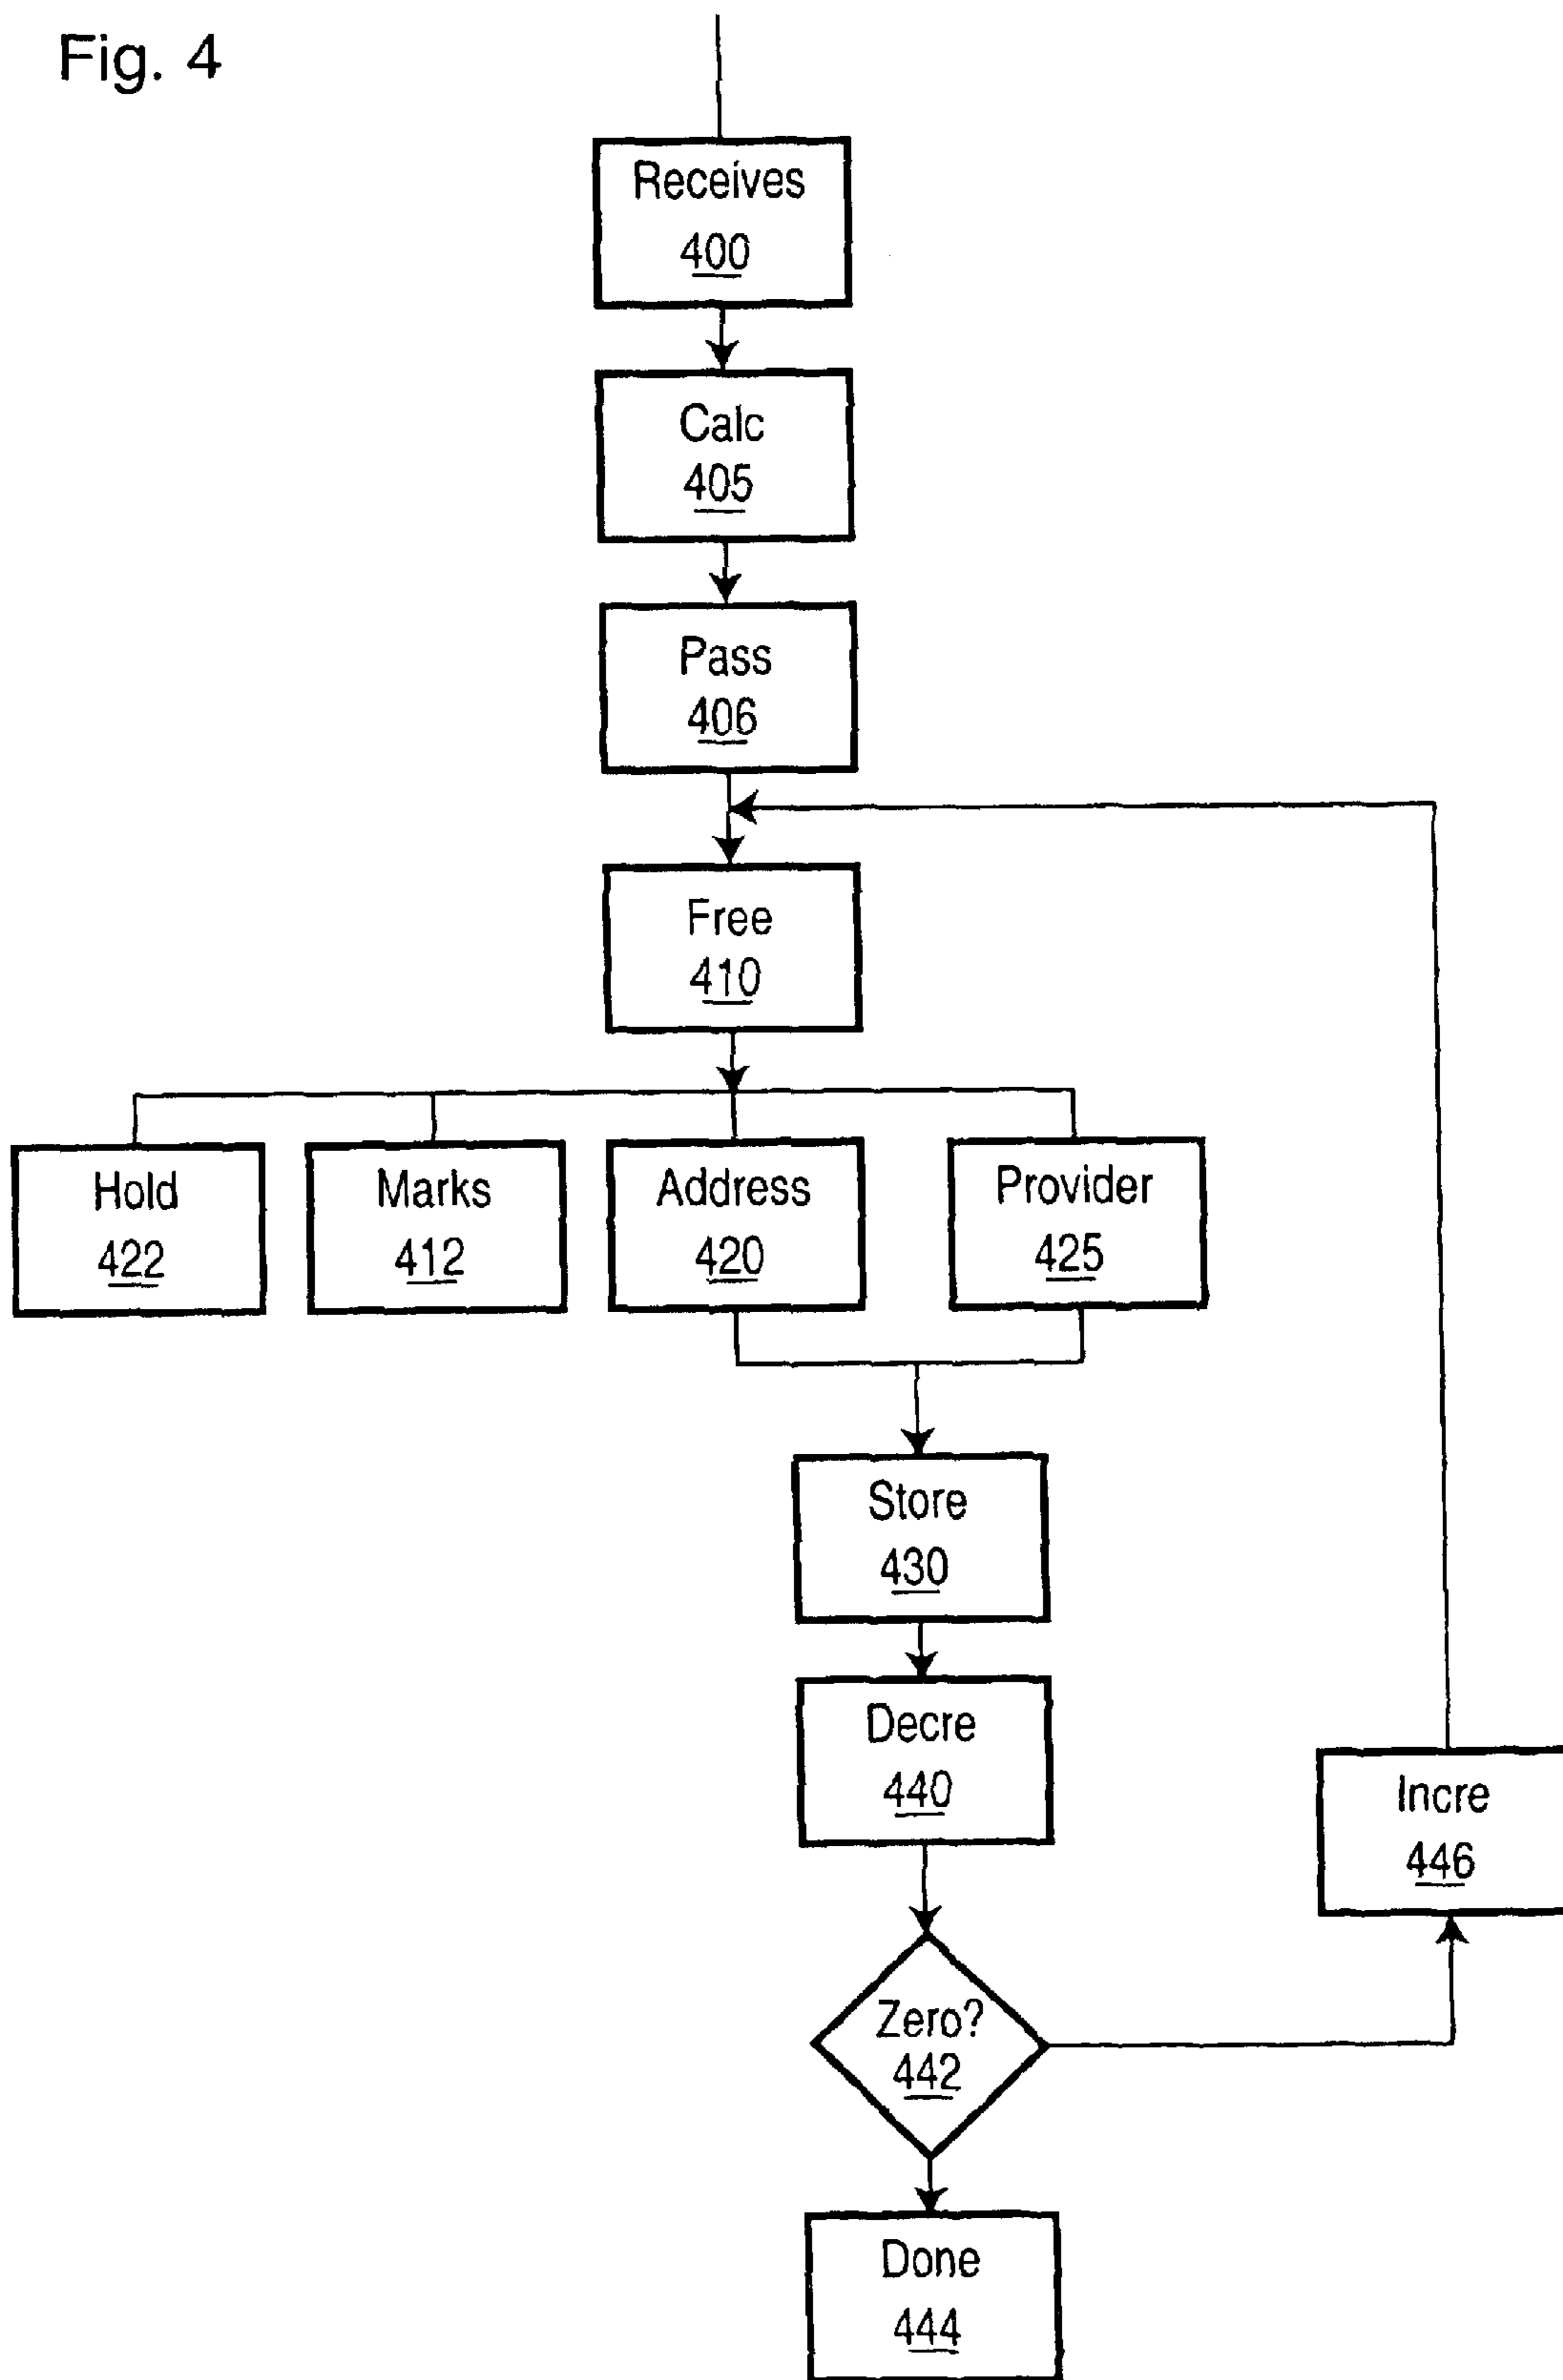 Fig. 4
Receives
400
Calc
405
Pass
406
Free
410
Hold
422
Marks
412
Address
420
Provider
425
Store
430
Decre
440
Incre
446
Zero?
442
Done
444